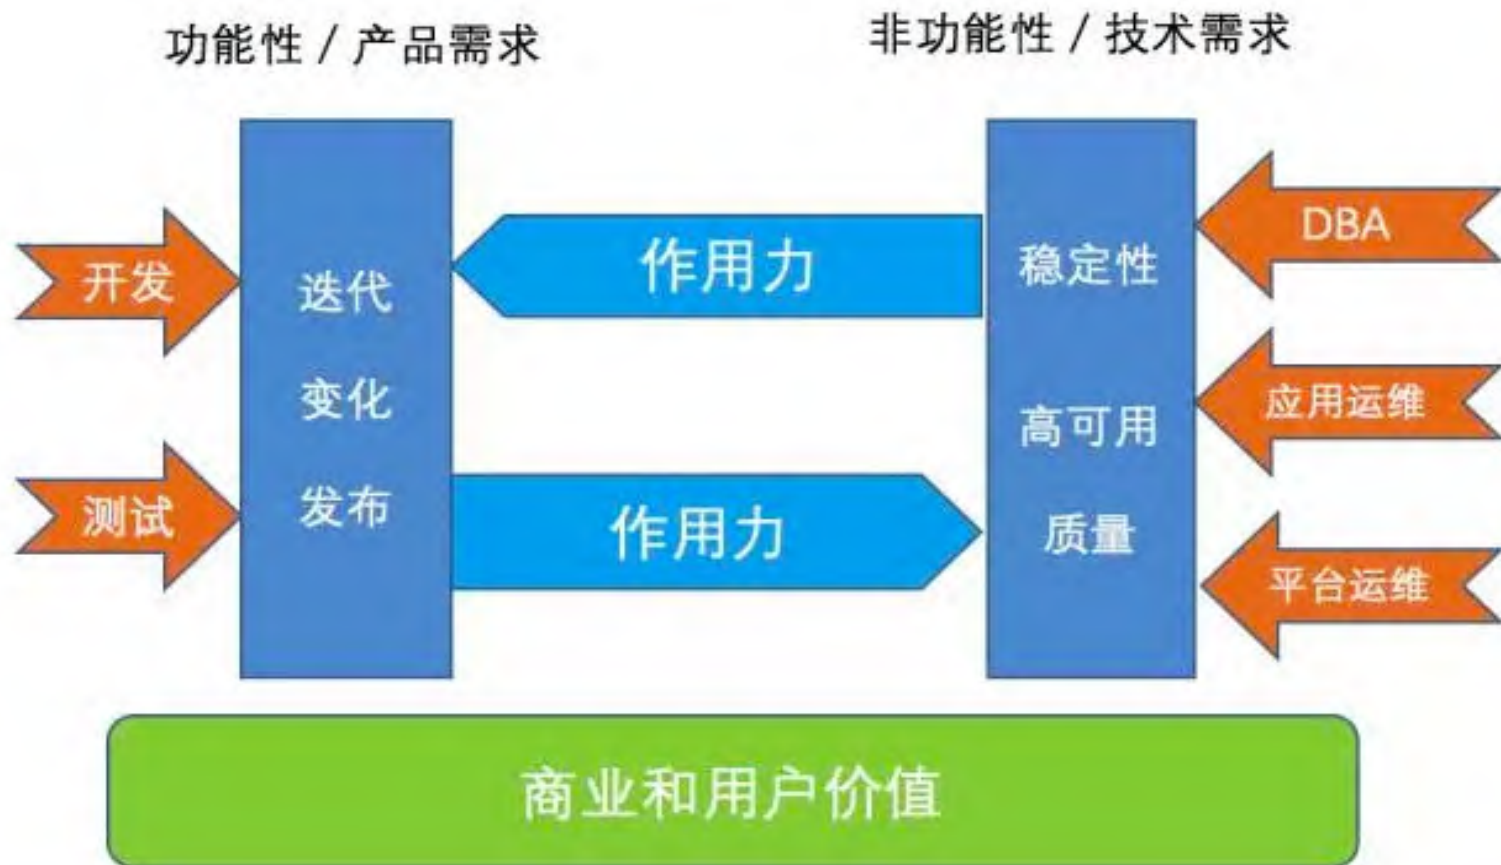 功能性 / 产品需求
非功能性 / 技术需求
开发
测试
迭代
变化
发布
作用力
作用力
稳定性
高可用
质量
DBA
应用运维
平台运维
商业和用户价值